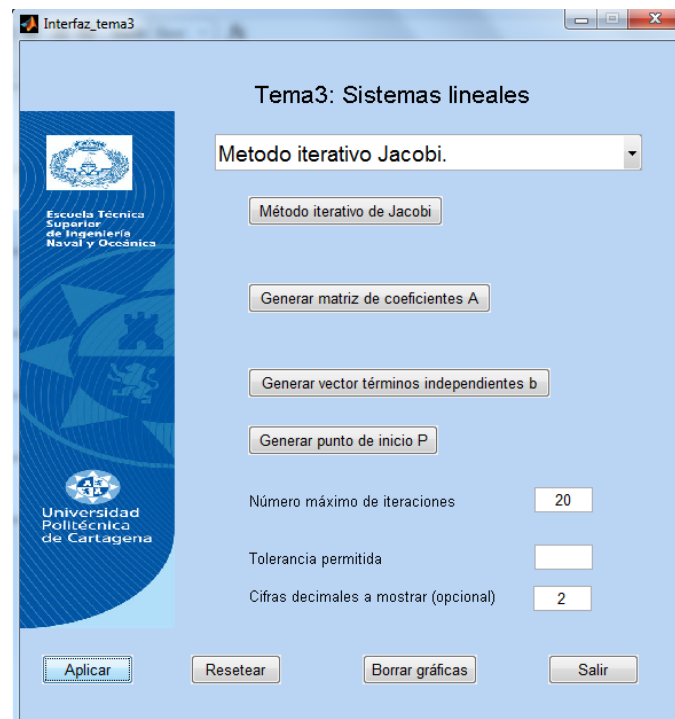 Interfaz_tema3
Tema3: Sistemas lineales
Metodo iterativo Jacobi.
Escuela Técnica
Superior
de Ingeniería
Naval y Oceánica
Método iterativo de Jacobi
Generar matriz de coeficientes A
Generar vector términos independientes b
Generar punto de inicio P
Universidad
Politécnica
de Cartagena
Número máximo de iteraciones 20
Tolerancia permitida
Cifras decimales a mostrar (opcional) 2
Aplicar Resetear Borrar gráficas Salir